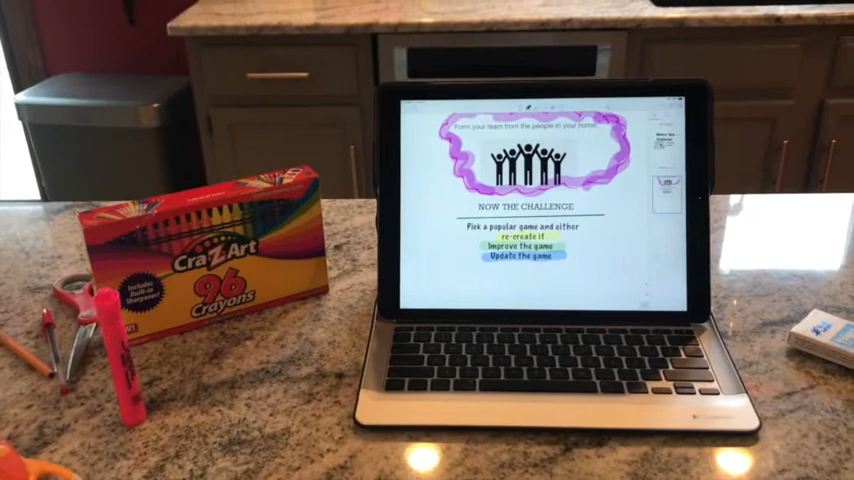 Form your team from the people in your home.
NOW THE CHALLENGE
Pick a popular game and either
re-create it
Improve the game
Update the game
Cra-Z-Art
96
Crayons
Includes
Built-in
Sharpener!